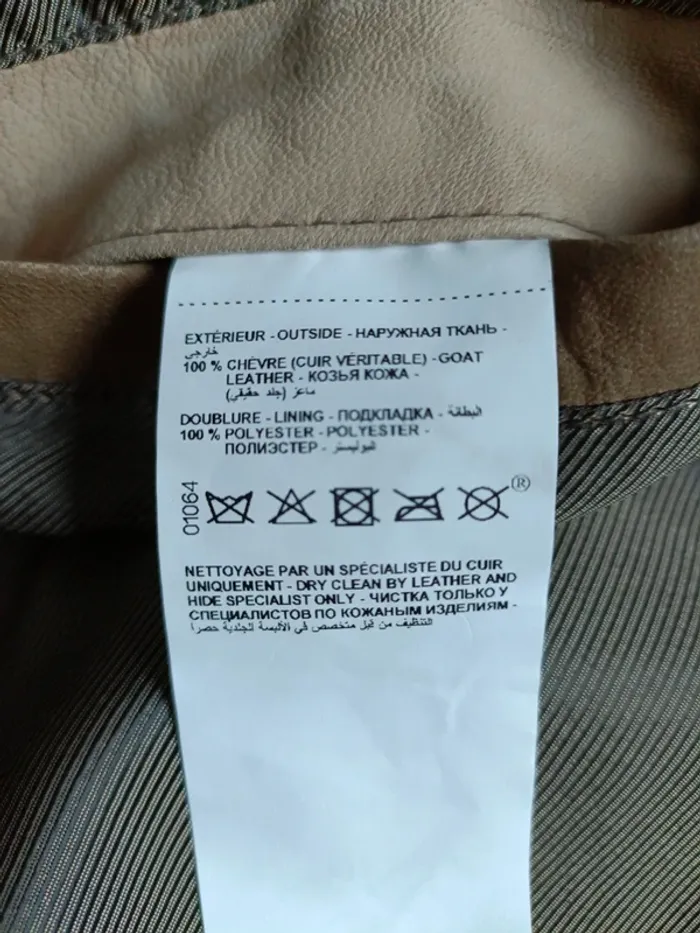 EXTÉRIEUR - OUTSIDE - НАРУЖНАЯ ТКАНЬ -
خارجي
100 % CHÈVRE (CUIR VÉRITABLE) - GOAT
LEATHER - КОЗЬЯ КОЖА -
ماعز (جلد حقيقي)
DOUBLURE - LINING - ПОДКЛАДКА - البطانة
100 % POLYESTER - POLYESTER -
ПОЛИЭСТЕР - البوليستر
01064
®
NETTOYAGE PAR UN SPÉCIALISTE DU CUIR
UNIQUEMENT - DRY CLEAN BY LEATHER AND
HIDE SPECIALIST ONLY - ЧИСТКА ТОЛЬКО У
СПЕЦИАЛИСТОВ ПО КОЖАНЫМ ИЗДЕЛИЯМ -
التنظيف من قبل متخصص في الألبسة الجلدية حصرا